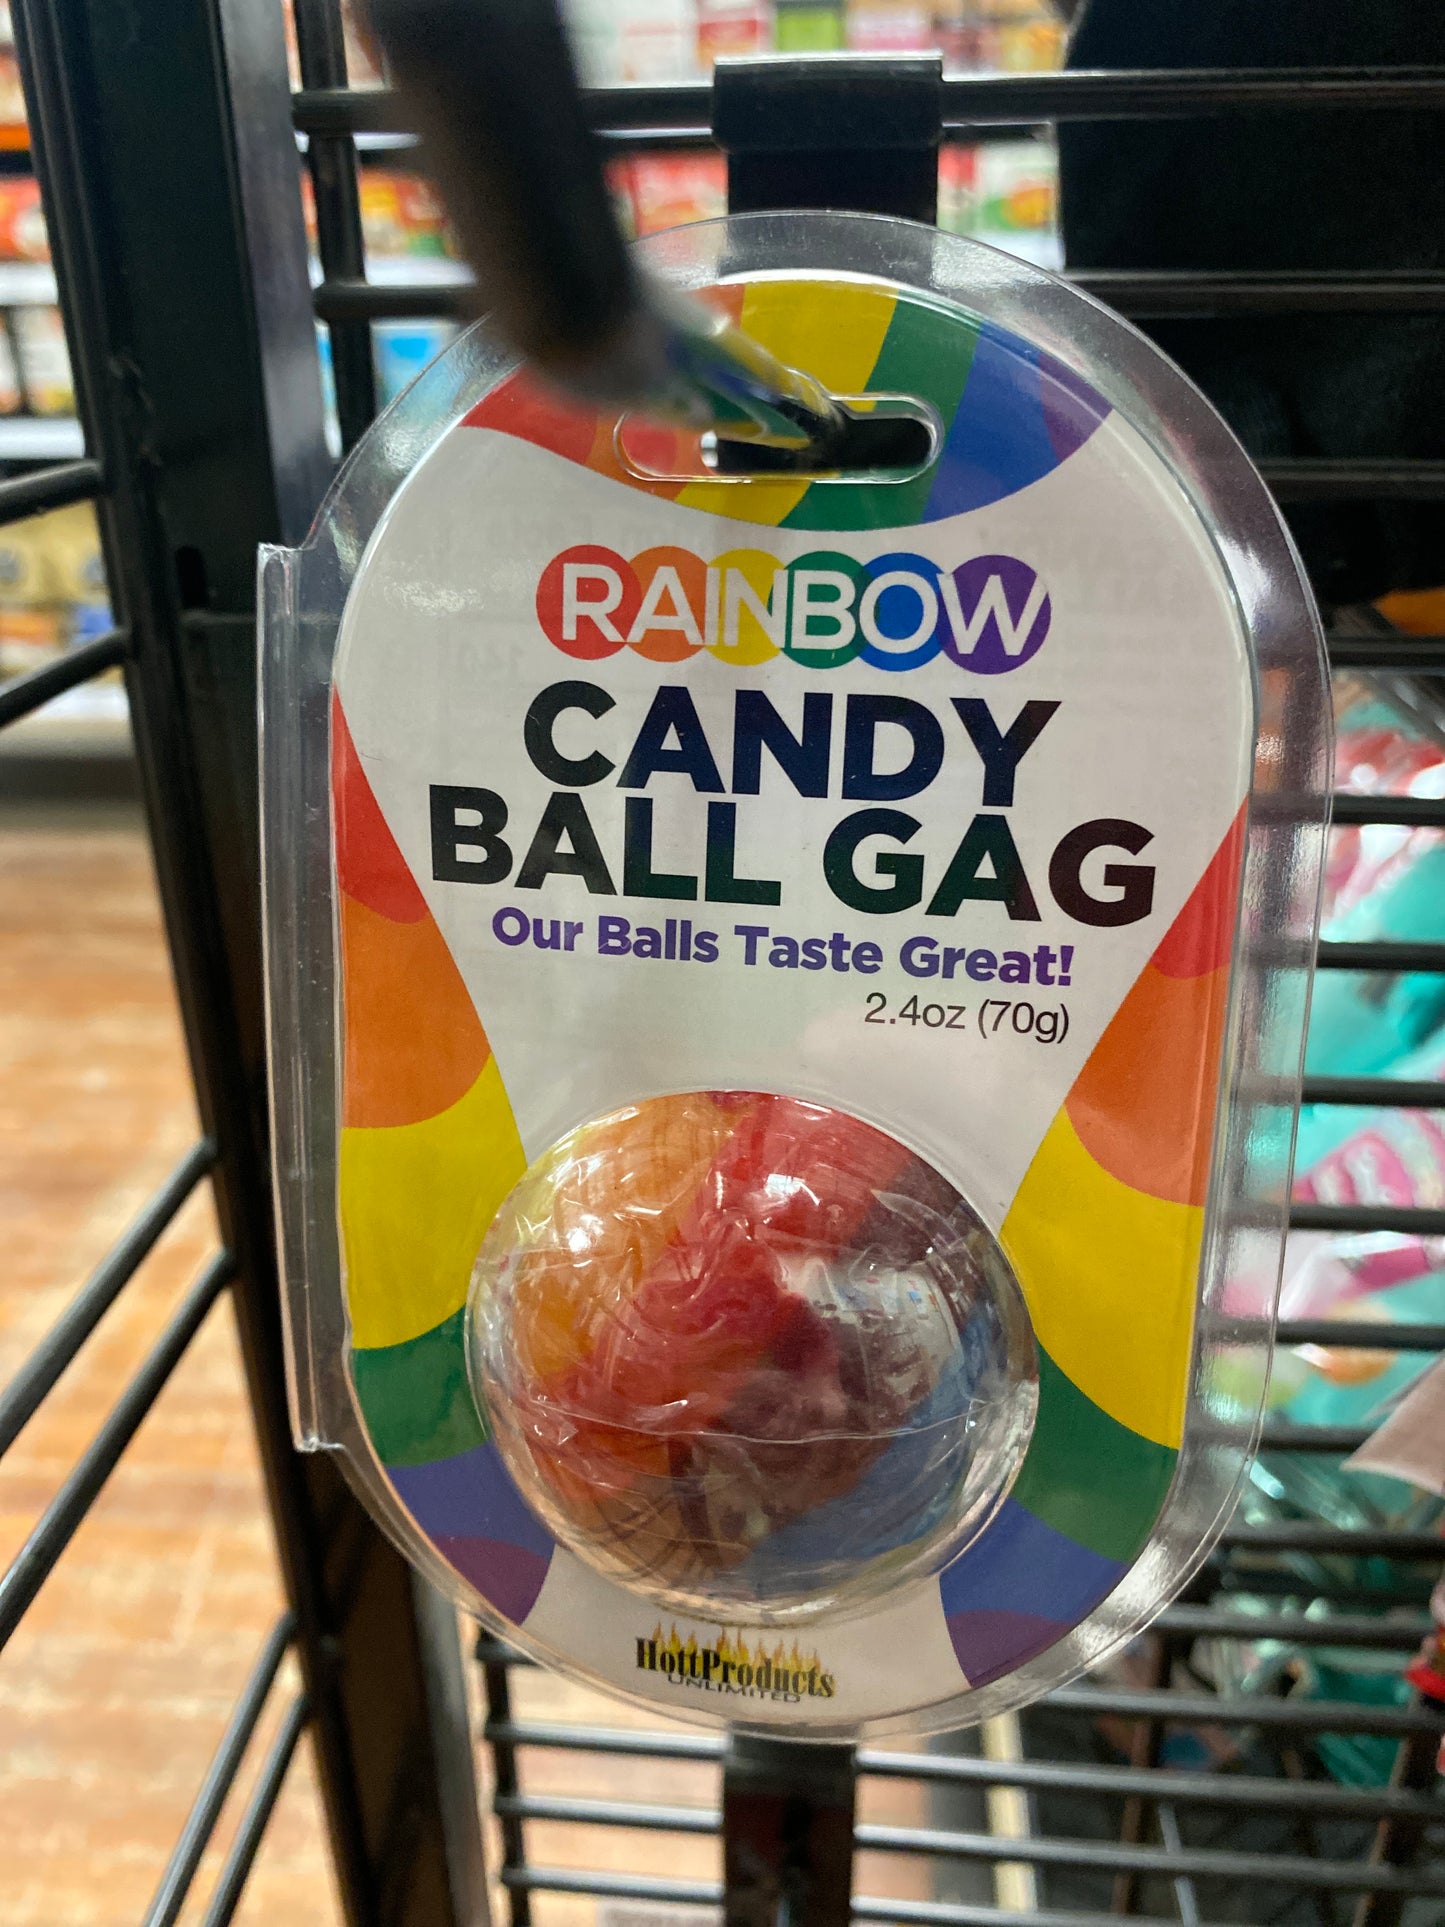 RAINBOW
CANDY
BALL GAG
Our Balls Taste Great!
2.4oz (70g)
HottProducts
UNLIMITED